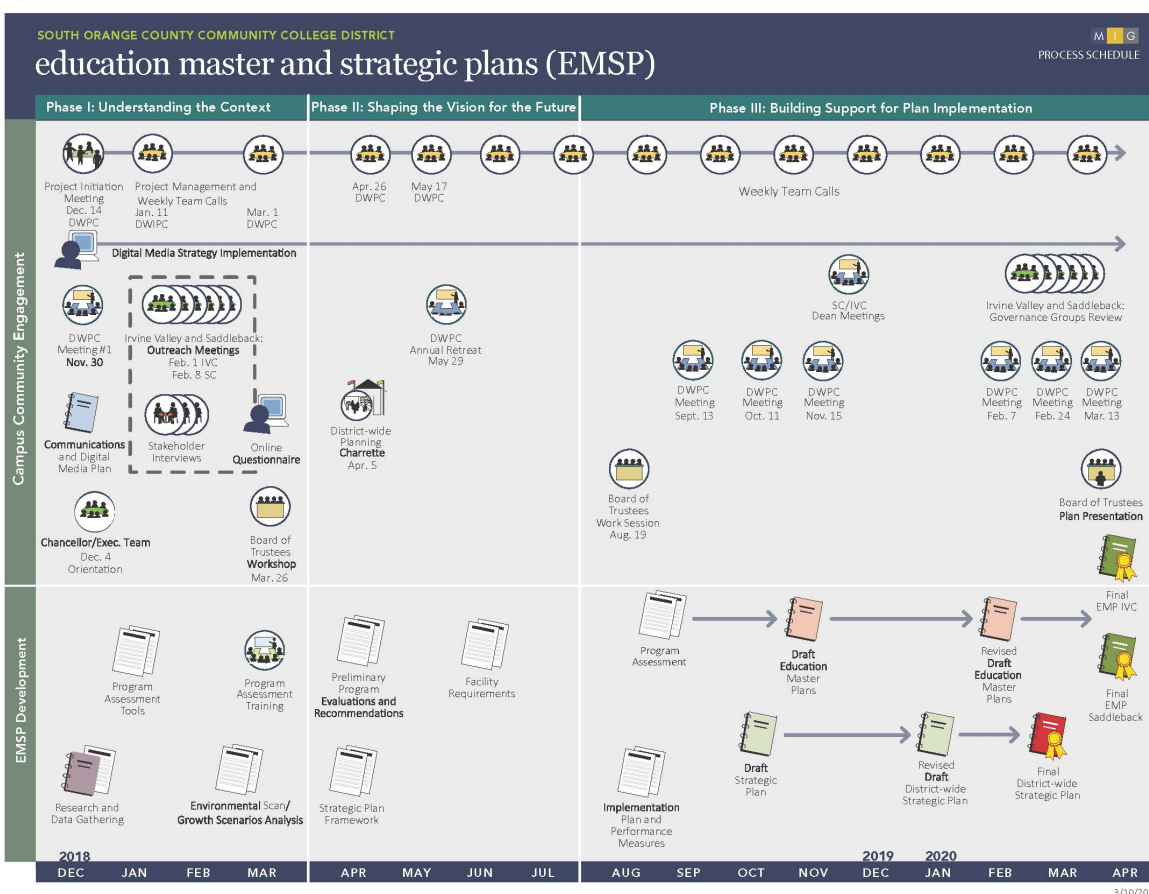 SOUTH ORANGE COUNTY COMMUNITY COLLEGE DISTRICT
education master and strategic plans (EMSP)
M I G
PROCESS SCHEDULE
Phase I: Understanding the Context
Phase II: Shaping the Vision for the Future
Phase III: Building Support for Plan Implementation
Campus Community Engagement
Project Initiation
Meeting
Dec. 14
DWPC
Project Management and
Weekly Team Calls
Jan. 11
DWIPC
Mar. 1
DWPC
Apr. 26
DWPC
May 17
DWPC
Weekly Team Calls
Digital Media Strategy Implementation
DWPC
Meeting #1
Nov. 30
Irvine Valley and Saddleback:
Outreach Meetings
Feb. 1 IVC
Feb. 8 SC
DWPC
Annual Retreat
May 29
SC/IVC
Dean Meetings
Irvine Valley and Saddleback:
Governance Groups Review
DWPC
Meeting
Sept. 13
DWPC
Meeting
Oct. 11
DWPC
Meeting
Nov. 15
DWPC
Meeting
Feb. 7
DWPC
Meeting
Feb. 24
DWPC
Meeting
Mar. 13
Communications
and Digital
Media Plan
Stakeholder
Interviews
Online
Questionnaire
District-wide
Planning
Charrette
Apr. 5
Chancellor/Exec. Team
Dec. 4
Orientation
Board of
Trustees
Workshop
Mar. 26
Board of
Trustees
Work Session
Aug. 19
Board of Trustees
Plan Presentation
EMSP Development
Program
Assessment
Tools
Program
Assessment
Training
Preliminary
Program
Evaluations and
Recommendations
Facility
Requirements
Program
Assessment
Draft
Education
Master
Plans
Revised
Draft
Education
Master
Plans
Final
EMP IVC
Final
EMP
Saddleback
Research and
Data Gathering
Environmental Scan/
Growth Scenarios Analysis
Strategic Plan
Framework
Implementation
Plan and
Performance
Measures
Draft
Strategic
Plan
Revised
Draft
District-wide
Strategic Plan
Final
District-wide
Strategic Plan
2018
2019
2020
DEC JAN FEB MAR APR MAY JUN JUL AUG SEP OCT NOV DEC JAN FEB MAR APR
3/10/20